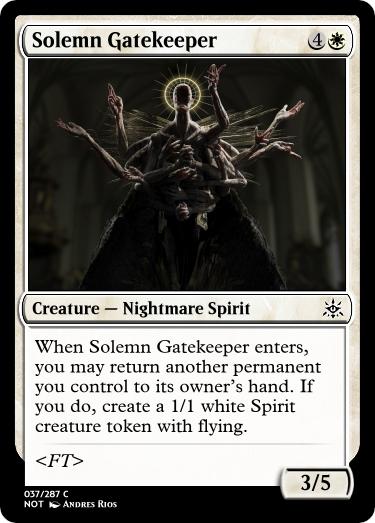 Solemn Gatekeeper 4
Creature — Nightmare Spirit
When Solemn Gatekeeper enters,
you may return another permanent
you control to its owner's hand. If
you do, create a 1/1 white Spirit
creature token with flying.
<FT>
3/5
037/287 C
NOT Andres Rios